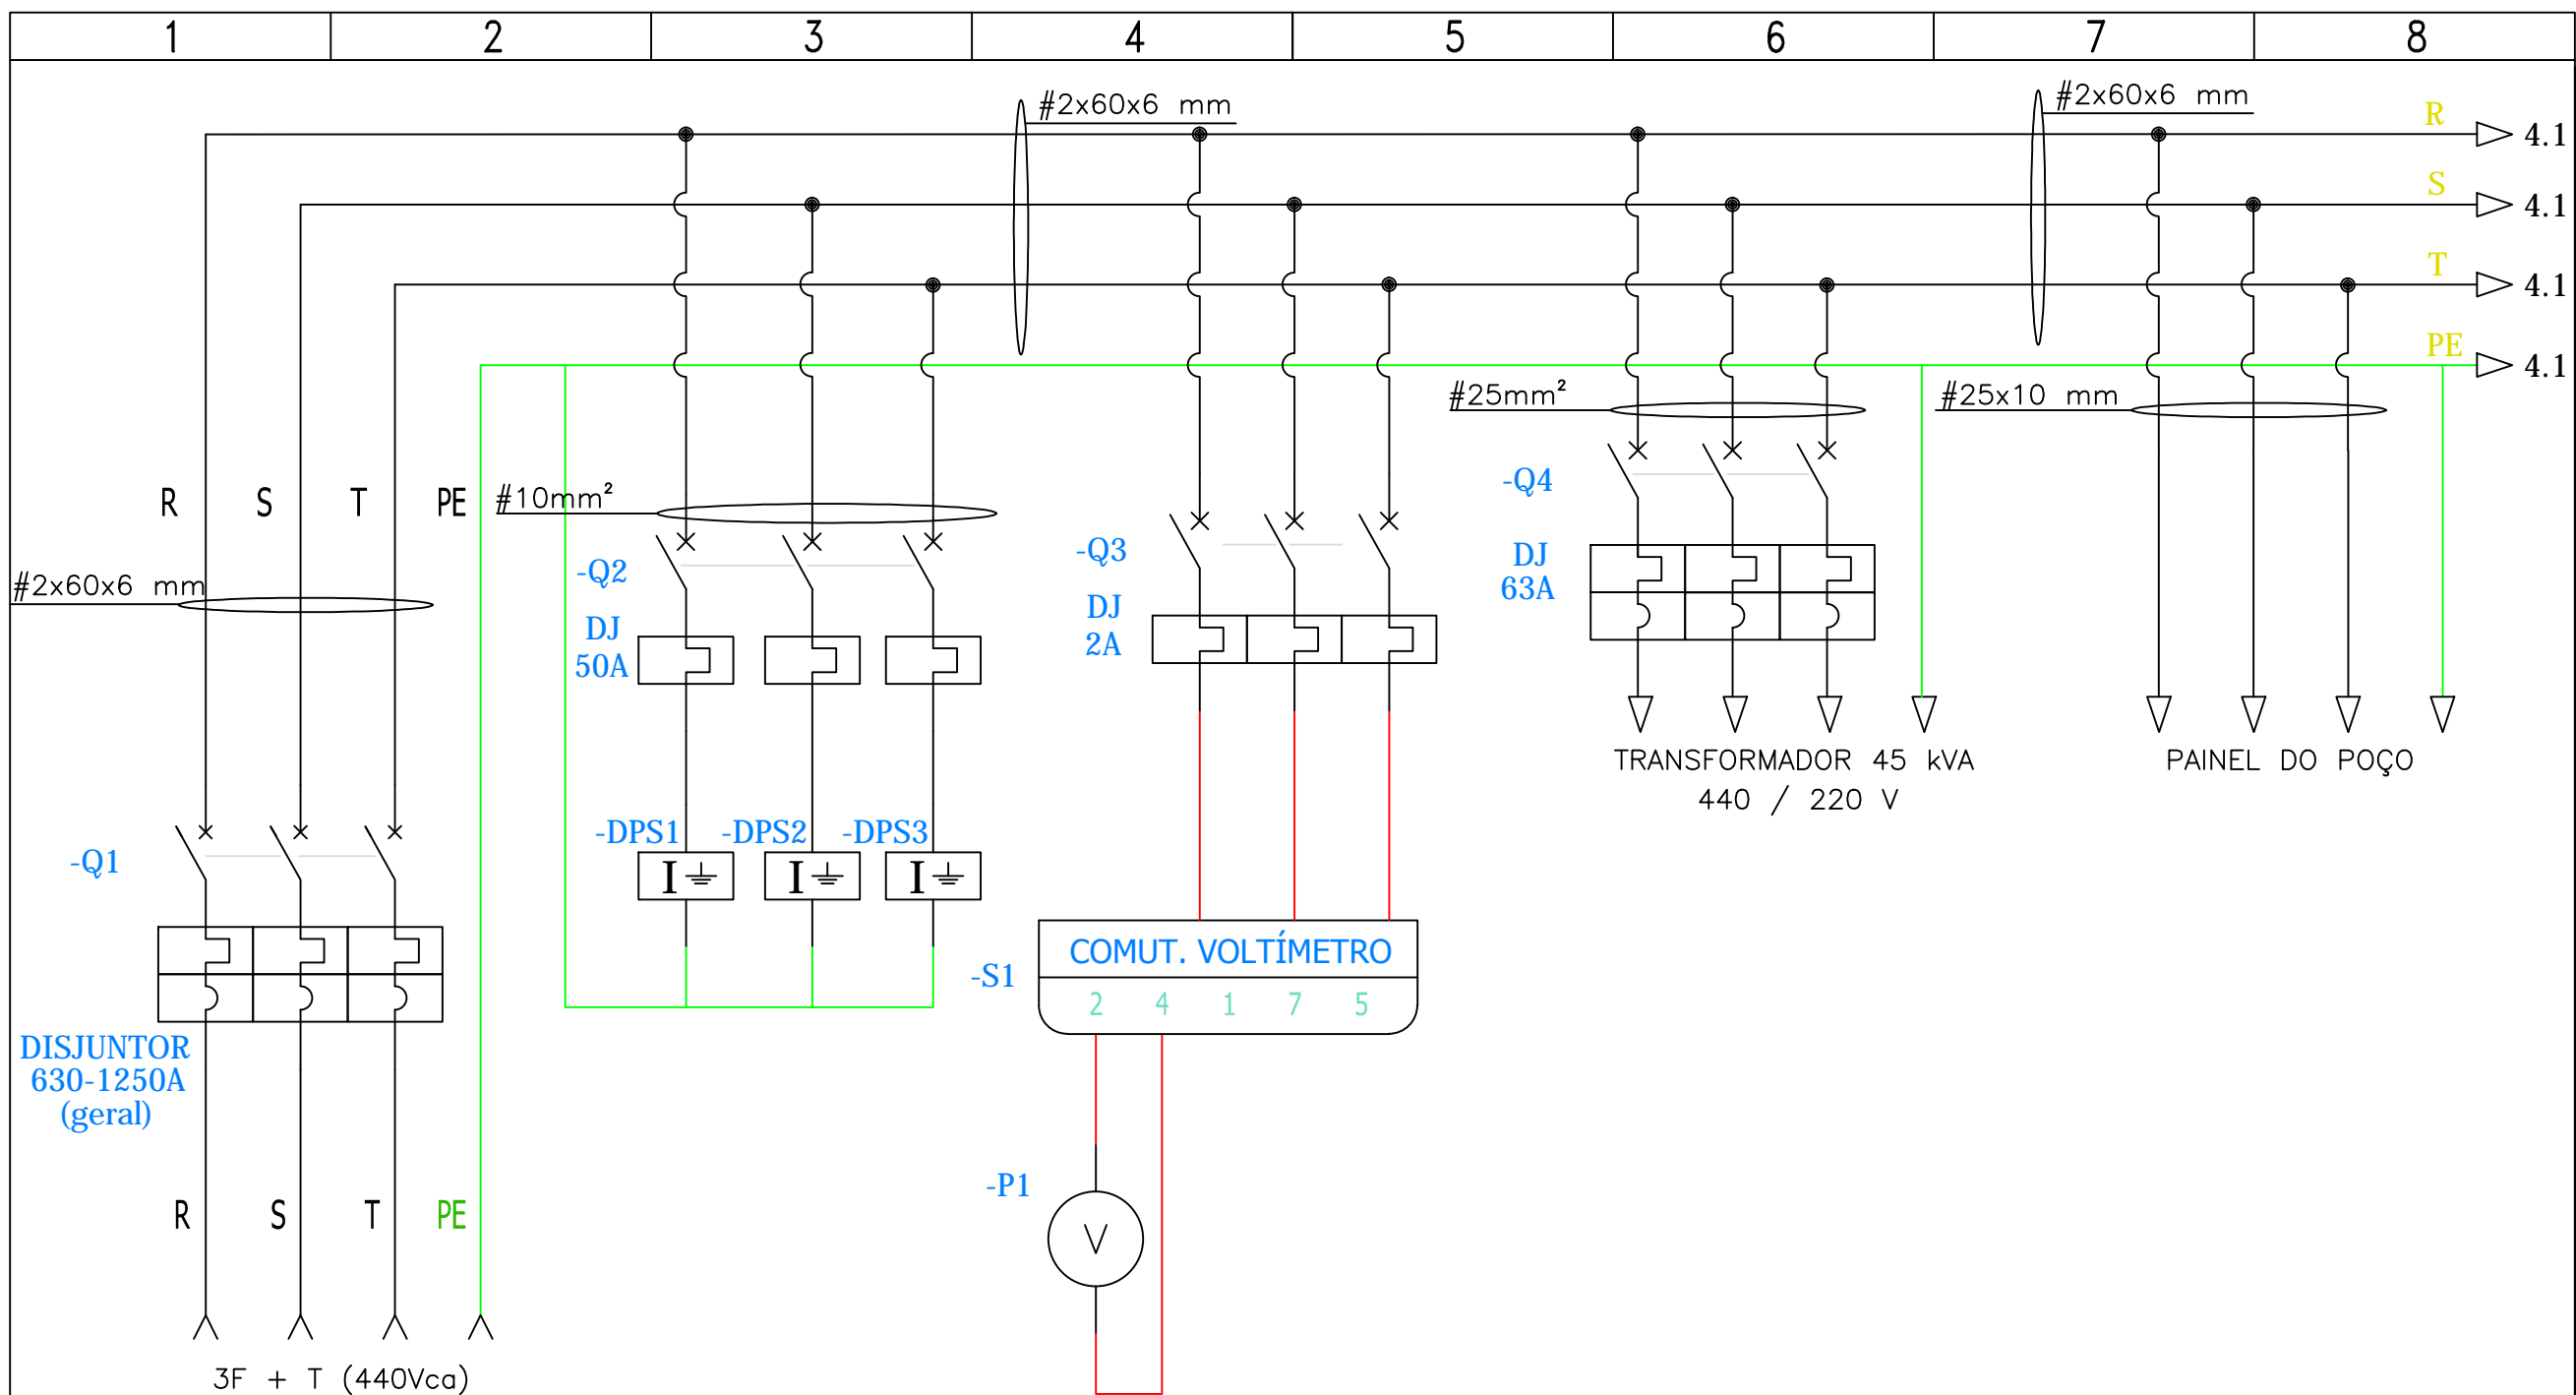 1 2 3 4 5 6 7 8
#2x60x6 mm
#2x60x6 mm
R
4.1
S
4.1
T
4.1
PE
4.1
#25mm²
#25x10 mm
R S T PE
#10mm²
-Q4
-Q3
-Q2
DJ
63A
#2x60x6 mm
DJ
2A
DJ
50A
TRANSFORMADOR 45 kVA
440 / 220 V
PAINEL DO POÇO
-DPS1 -DPS2 -DPS3
-Q1
I I I
COMUT. VOLTÍMETRO
-S1
2 4 1 7 5
DISJUNTOR
630-1250A
(geral)
-P1
V
R S T PE
3F + T (440Vca)